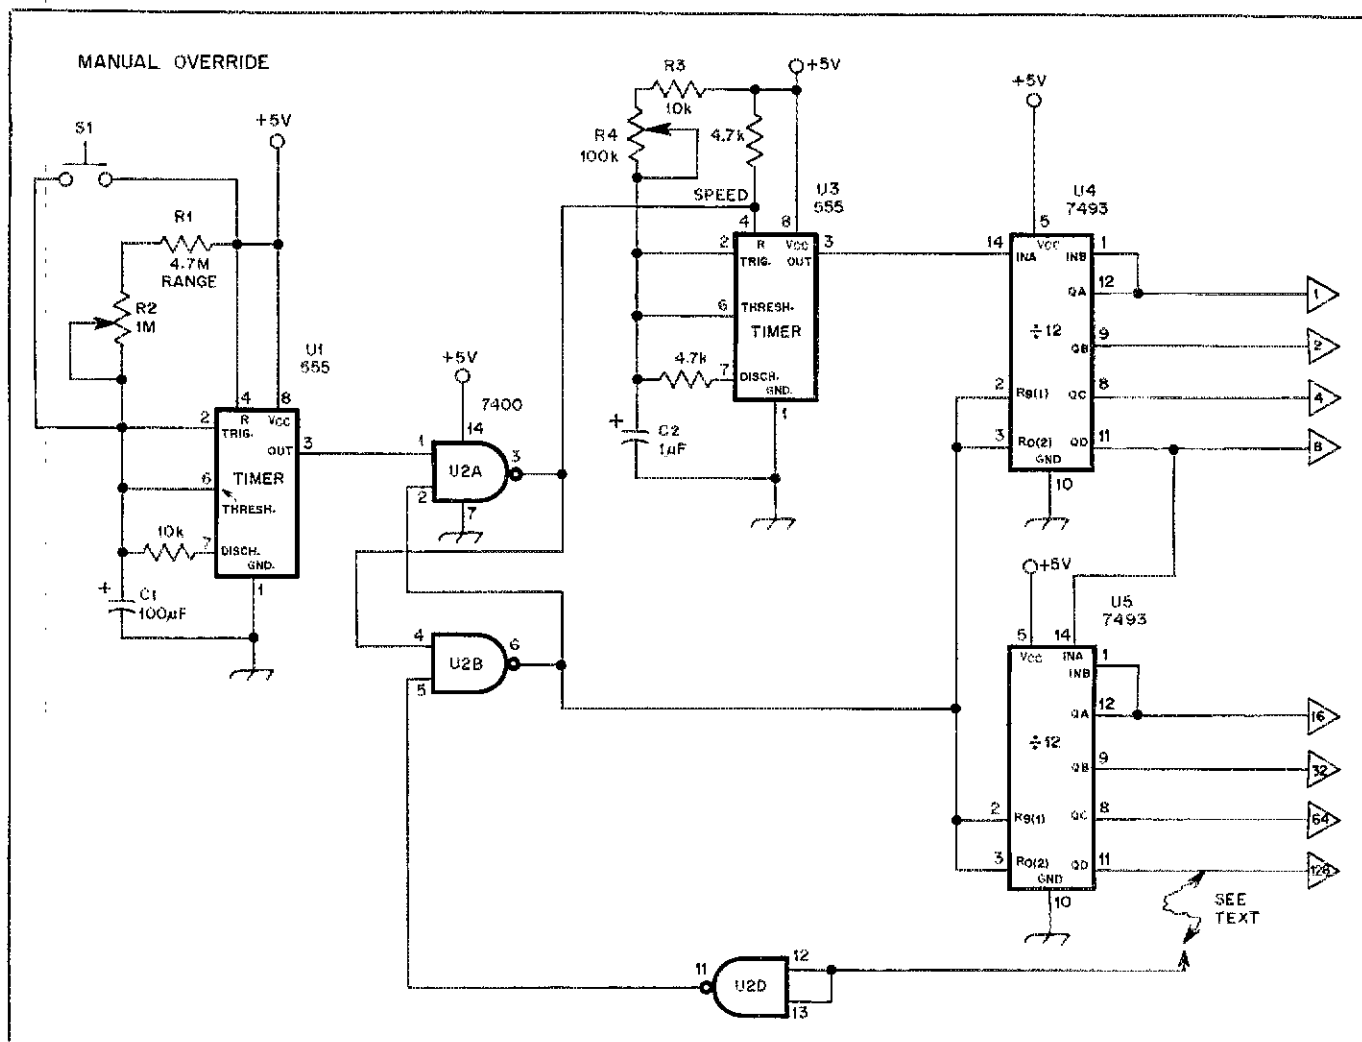 MANUAL OVERRIDE
S1
+5V
R1
4.7M
RANGE
R2
1M
U1
555
4
8
R
VCC
2
TRIG.
OUT
3
6
TIMER
THRESH.
10k
7
DISCH.
GND.
1
+
C1
100µF
+5V
7400
14
1
U2A
3
2
7
4
U2B
6
5
R3
10k
+5V
R4
100k
4.7k
SPEED
U3
555
4
8
R
VCC
2
TRIG.
OUT
3
6
THRESH.
TIMER
4.7k
7
DISCH.
GND.
1
+
C2
1µF
+5V
U4
7493
5
VCC
14
INA
INB
1
QA
12
÷12
QB
9
2
R9(1)
QC
8
3
R0(2)
QD
11
GND
10
1
2
4
8
+5V
U5
7493
5
14
VCC
INA
1
INB
12
QA
÷12
QB
9
2
R9(1)
QC
8
3
R0(2)
QD
11
GND
10
16
32
64
128
SEE
TEXT
11
U2D
12
13